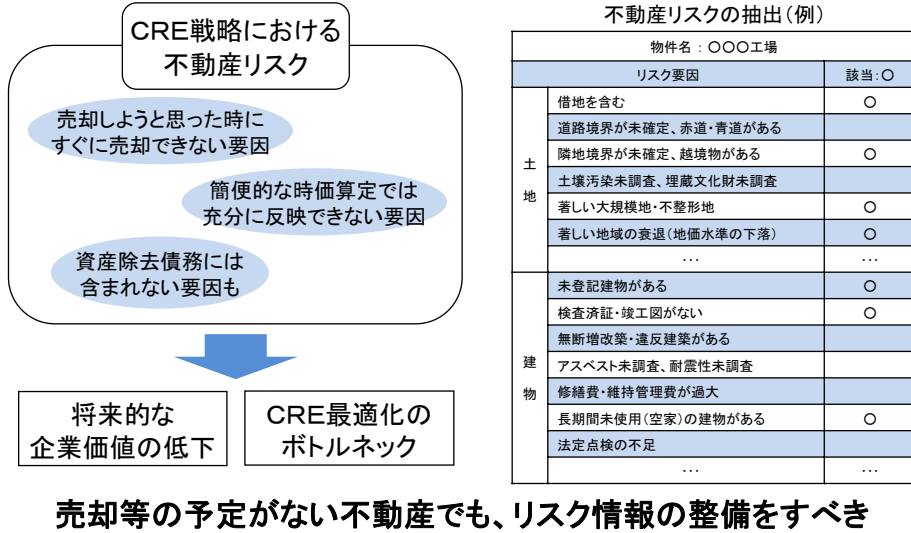 CRE戦略における
不動産リスク
売却しようと思った時に
すぐに売却できない要因
簡便的な時価算定では
充分に反映できない要因
資産除去債務には
含まれない要因も
将来的な
企業価値の低下
CRE最適化の
ボトルネック
不動産リスクの抽出(例)
物件名 : 〇〇〇工場
リスク要因 該当:〇
土地
借地を含む 〇
道路境界が未確定、赤道・青道がある
隣地境界が未確定、越境物がある 〇
土壌汚染未調査、埋蔵文化財未調査
著しい大規模地・不整形地 〇
著しい地域の衰退(地価水準の下落) 〇
… …
建物
未登記建物がある 〇
検査済証・竣工図がない 〇
無断増改築・違反建築がある
アスベスト未調査、耐震性未調査
修繕費・維持管理費が過大
長期間未使用(空家)の建物がある 〇
法定点検の不足
… …
売却等の予定がない不動産でも、リスク情報の整備をすべき